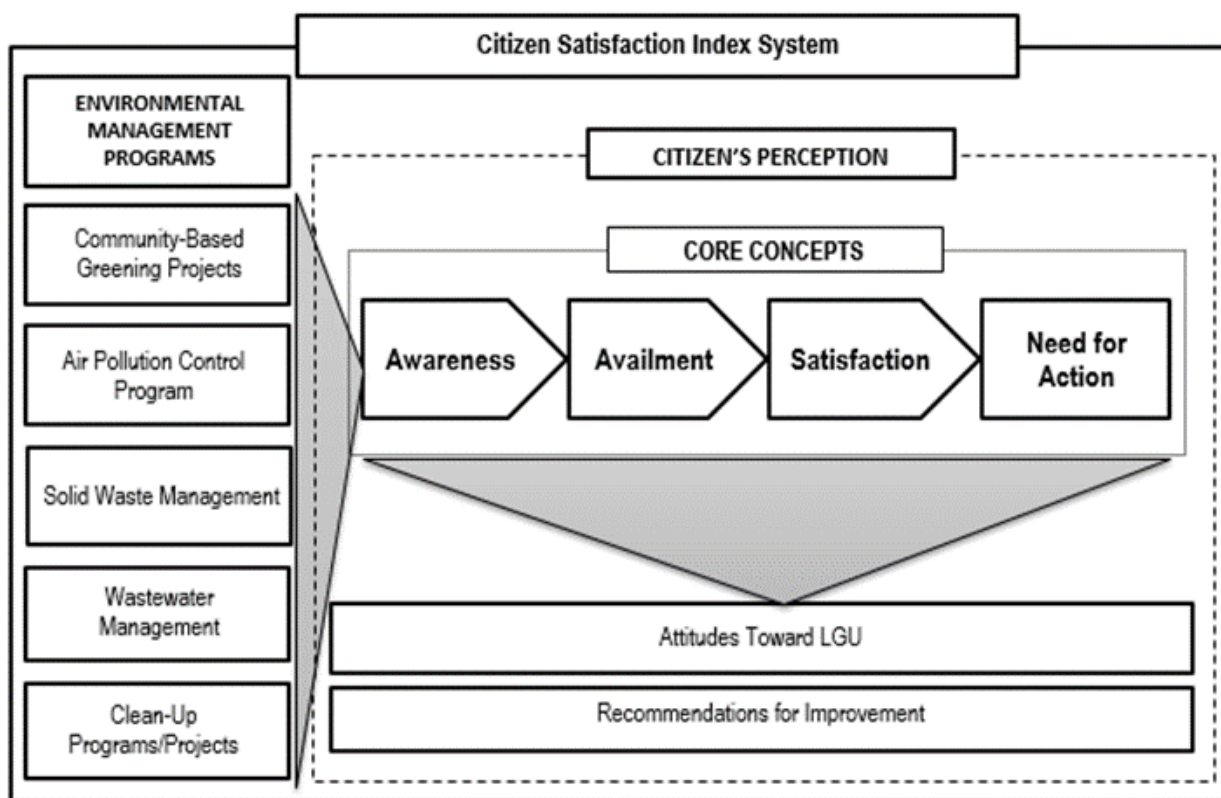 Citizen Satisfaction Index System
ENVIRONMENTAL
MANAGEMENT
PROGRAMS
Community-Based
Greening Projects
Air Pollution Control
Program
Solid Waste Management
Wastewater
Management
Clean-Up
Programs/Projects
CITIZEN'S PERCEPTION
CORE CONCEPTS
Awareness
Availment
Satisfaction
Need for
Action
Attitudes Toward LGU
Recommendations for Improvement